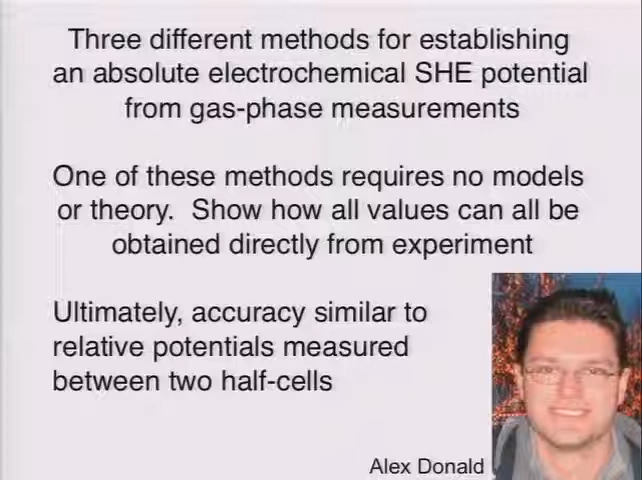 Three different methods for establishing
an absolute electrochemical SHE potential
from gas-phase measurements
One of these methods requires no models
or theory.  Show how all values can all be
obtained directly from experiment
Ultimately, accuracy similar to
relative potentials measured
between two half-cells
Alex Donald